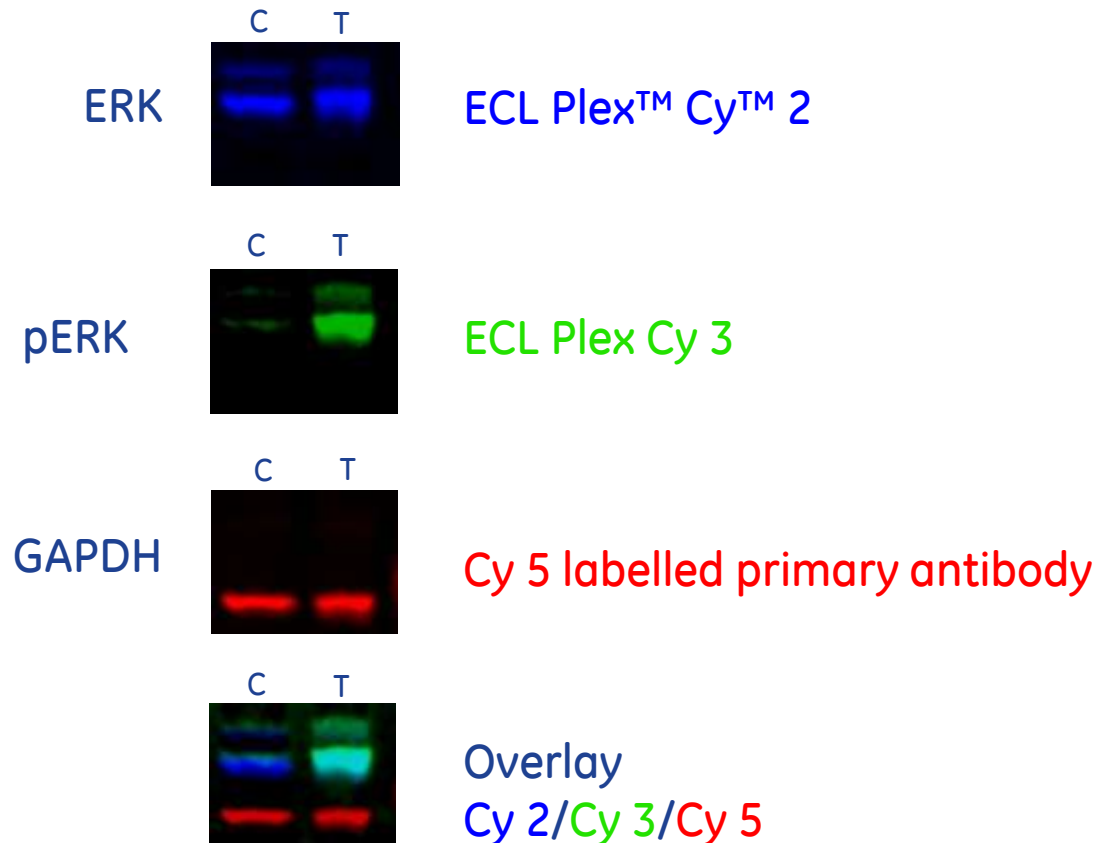 C T
ERK
ECL Plex™ Cy™ 2
C T
pERK
ECL Plex Cy 3
C T
GAPDH
Cy 5 labelled primary antibody
C T
Overlay
Cy 2/Cy 3/Cy 5